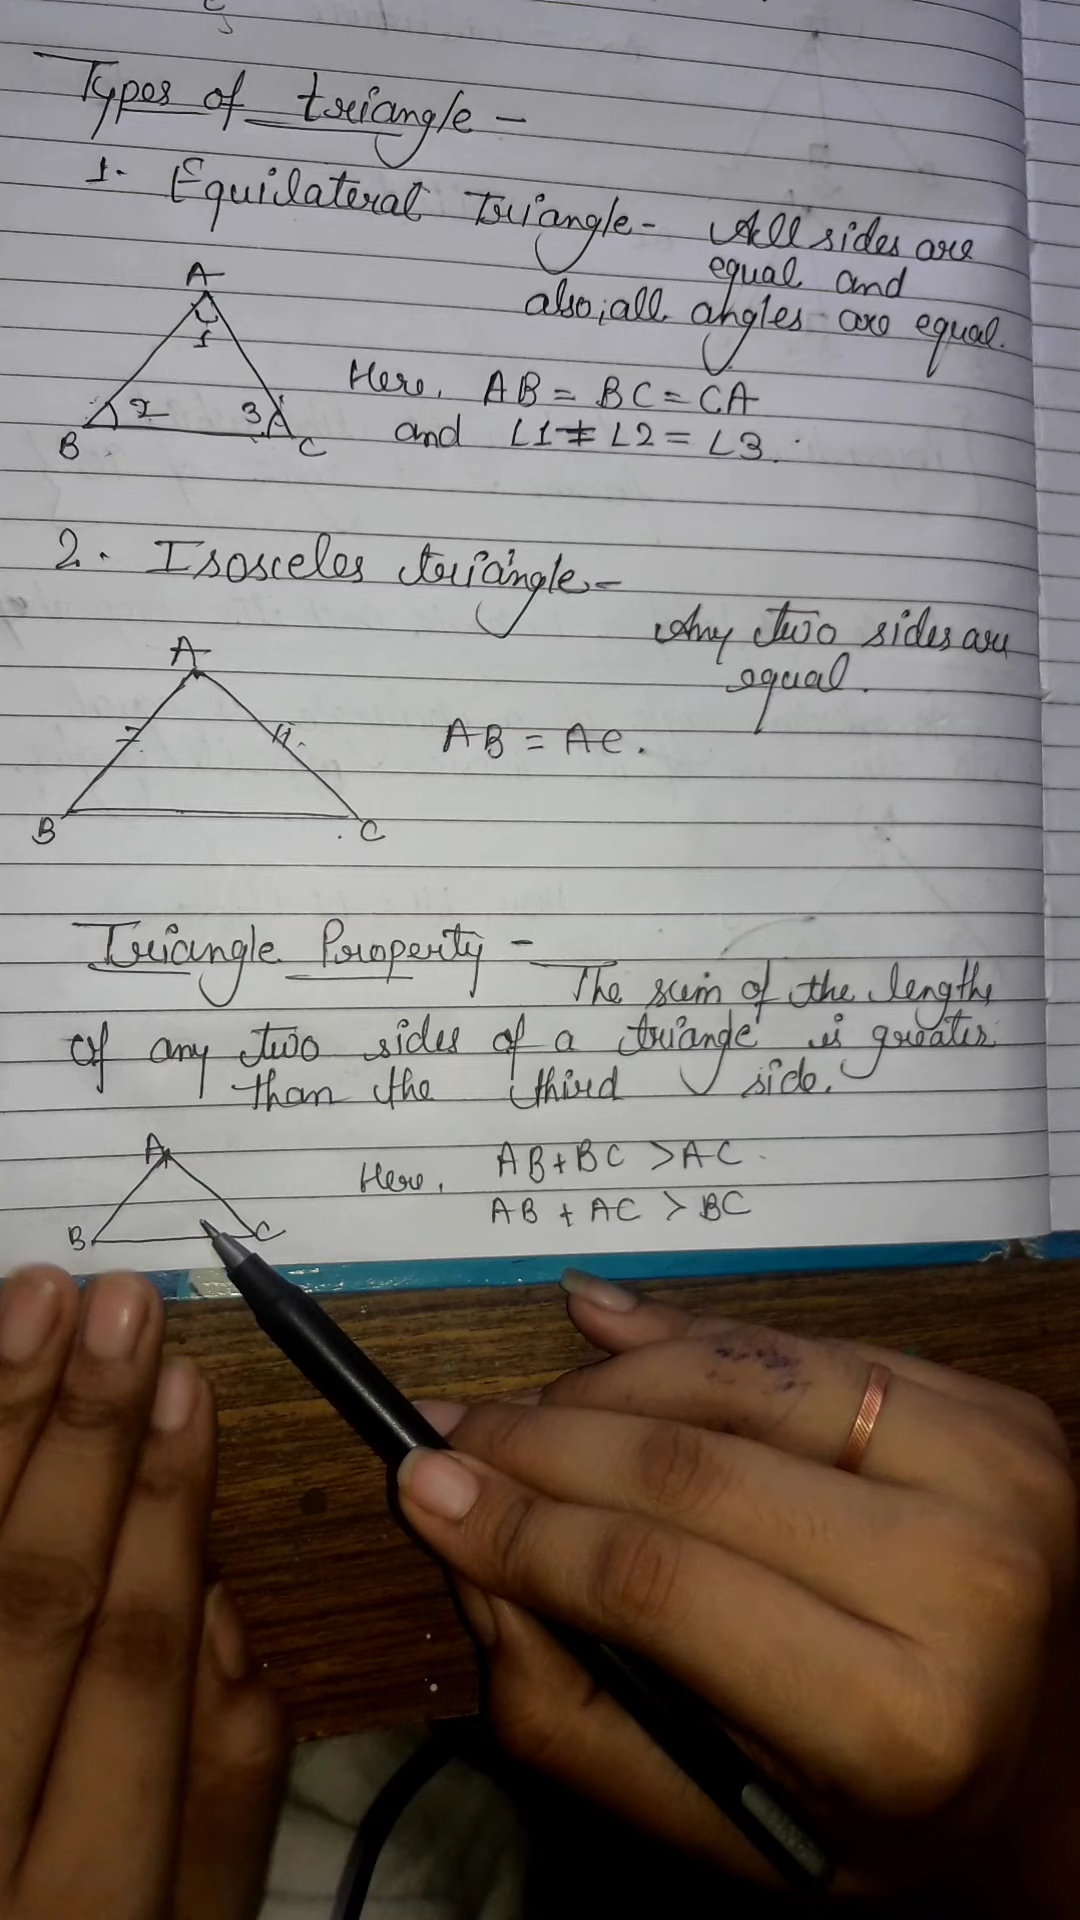 Types of triangle -
1. Equilateral Triangle - All sides are
equal and
also, all angles are equal.
A
1
2
3
B
C
Here, AB = BC = CA
and ∠1 ≠ ∠2 = ∠3.
2. Isosceles triangle -
Any two sides are
equal.
A
AB = AC.
B
C
Triangle Property - The sum of the lengths
of any two sides of a triangle is greater
than the third side.
A
B
C
Here, AB + BC > AC.
AB + AC > BC